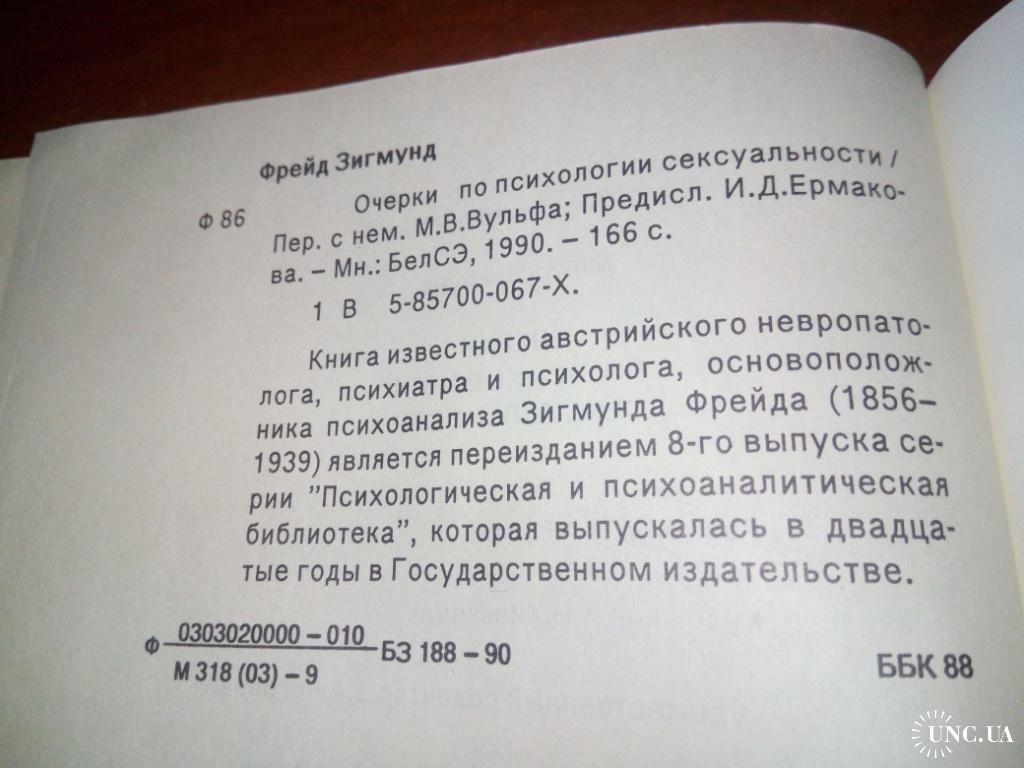 Фрейд Зигмунд
Ф 86 Очерки по психологии сексуальности /
Пер. с нем. М.В.Вульфа; Предисл. И.Д.Ермако-
ва. – Мн.: БелСЭ, 1990. – 166 с.
1 В 5-85700-067-X.
Книга известного австрийского невропато-
лога, психиатра и психолога, основополож-
ника психоанализа Зигмунда Фрейда (1856–
1939) является переизданием 8-го выпуска се-
рии "Психологическая и психоаналитическая
библиотека", которая выпускалась в двадца-
тые годы в Государственном издательстве.
Ф 0303020000 – 010 БЗ 188 – 90
М 318 (03) – 9
ББК 88
UNC.UA